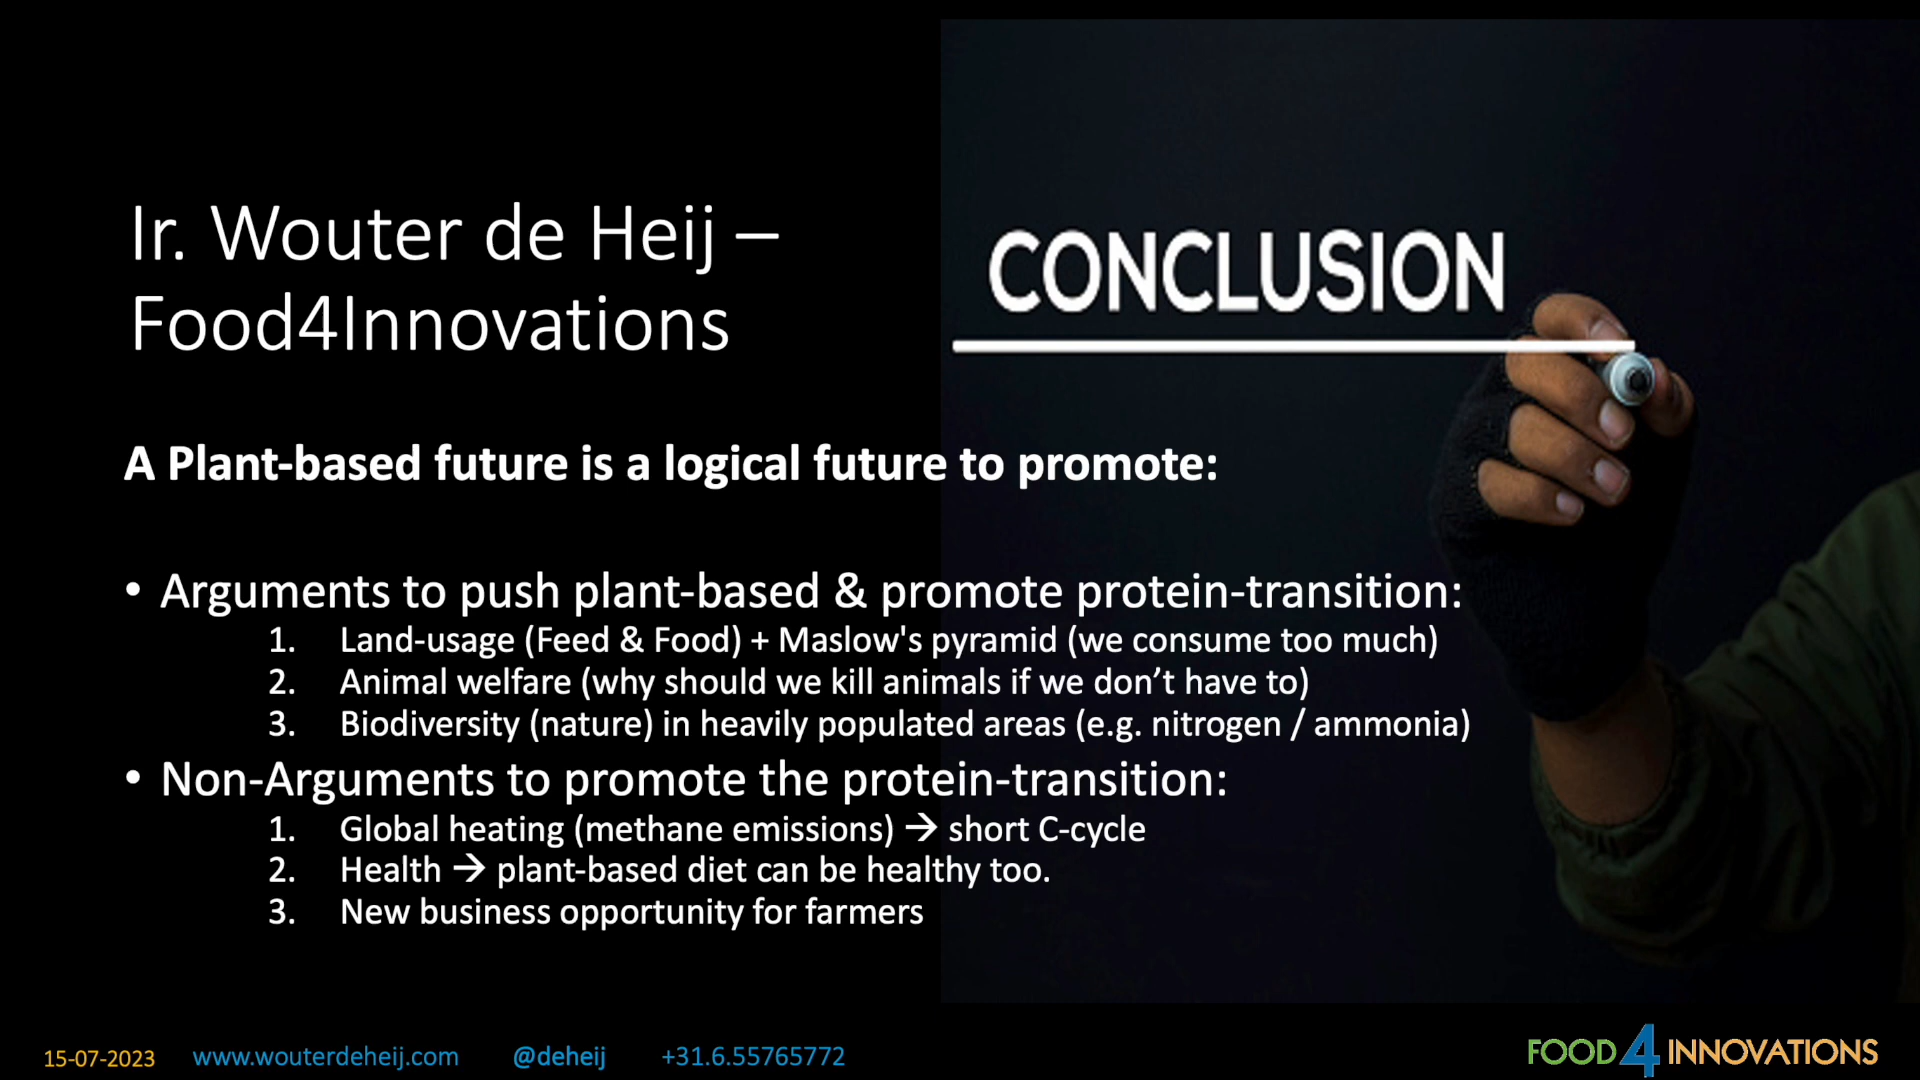 Ir. Wouter de Heij –
Food4Innovations
CONCLUSION
A Plant-based future is a logical future to promote:
• Arguments to push plant-based & promote protein-transition:
1. Land-usage (Feed & Food) + Maslow's pyramid (we consume too much)
2. Animal welfare (why should we kill animals if we don’t have to)
3. Biodiversity (nature) in heavily populated areas (e.g. nitrogen / ammonia)
• Non-Arguments to promote the protein-transition:
1. Global heating (methane emissions) → short C-cycle
2. Health → plant-based diet can be healthy too.
3. New business opportunity for farmers
15-07-2023 www.wouterdeheij.com @deheij +31.6.55765772
FOOD4INNOVATIONS